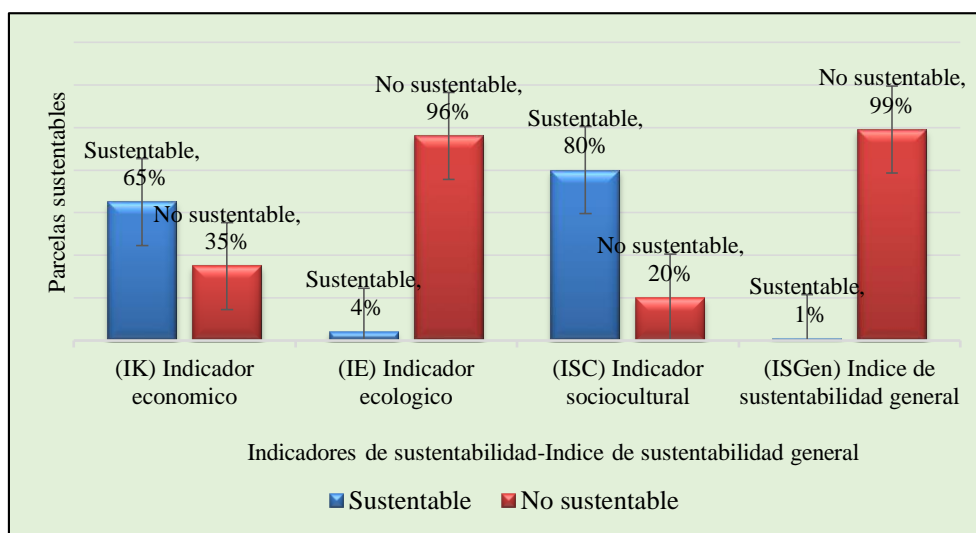 Parcelas sustentables
Sustentable,
65%
No sustentable,
35%
Sustentable,
4%
No sustentable,
96%
Sustentable,
80%
No sustentable,
20%
Sustentable,
1%
No sustentable,
99%
(IK) Indicador
economico
(IE) Indicador
ecologico
(ISC) Indicador
sociocultural
(ISGen) Indice de
sustentabilidad general
Indicadores de sustentabilidad-Indice de sustentabilidad general
Sustentable
No sustentable